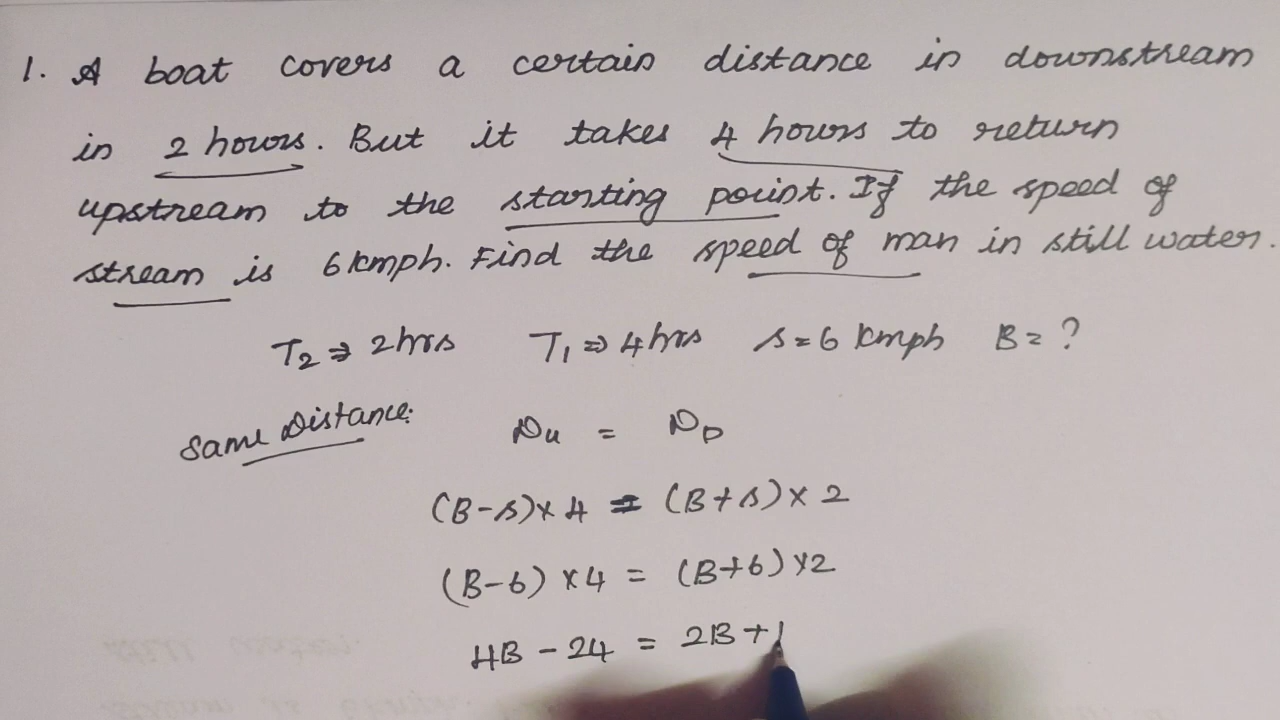 1. A boat covers a certain distance in downstream
in 2 hours. But it takes 4 hours to return
upstream to the starting point. If the speed of
stream is 6 kmph. Find the speed of man in still water.
T₂ ⇒ 2hrs T₁ ⇒ 4hrs s=6 kmph B=?
Same Distance: Du = DD
(B-s)×4 = (B+s)×2
(B-6)×4 = (B+6)×2
4B - 24 = 2B+1